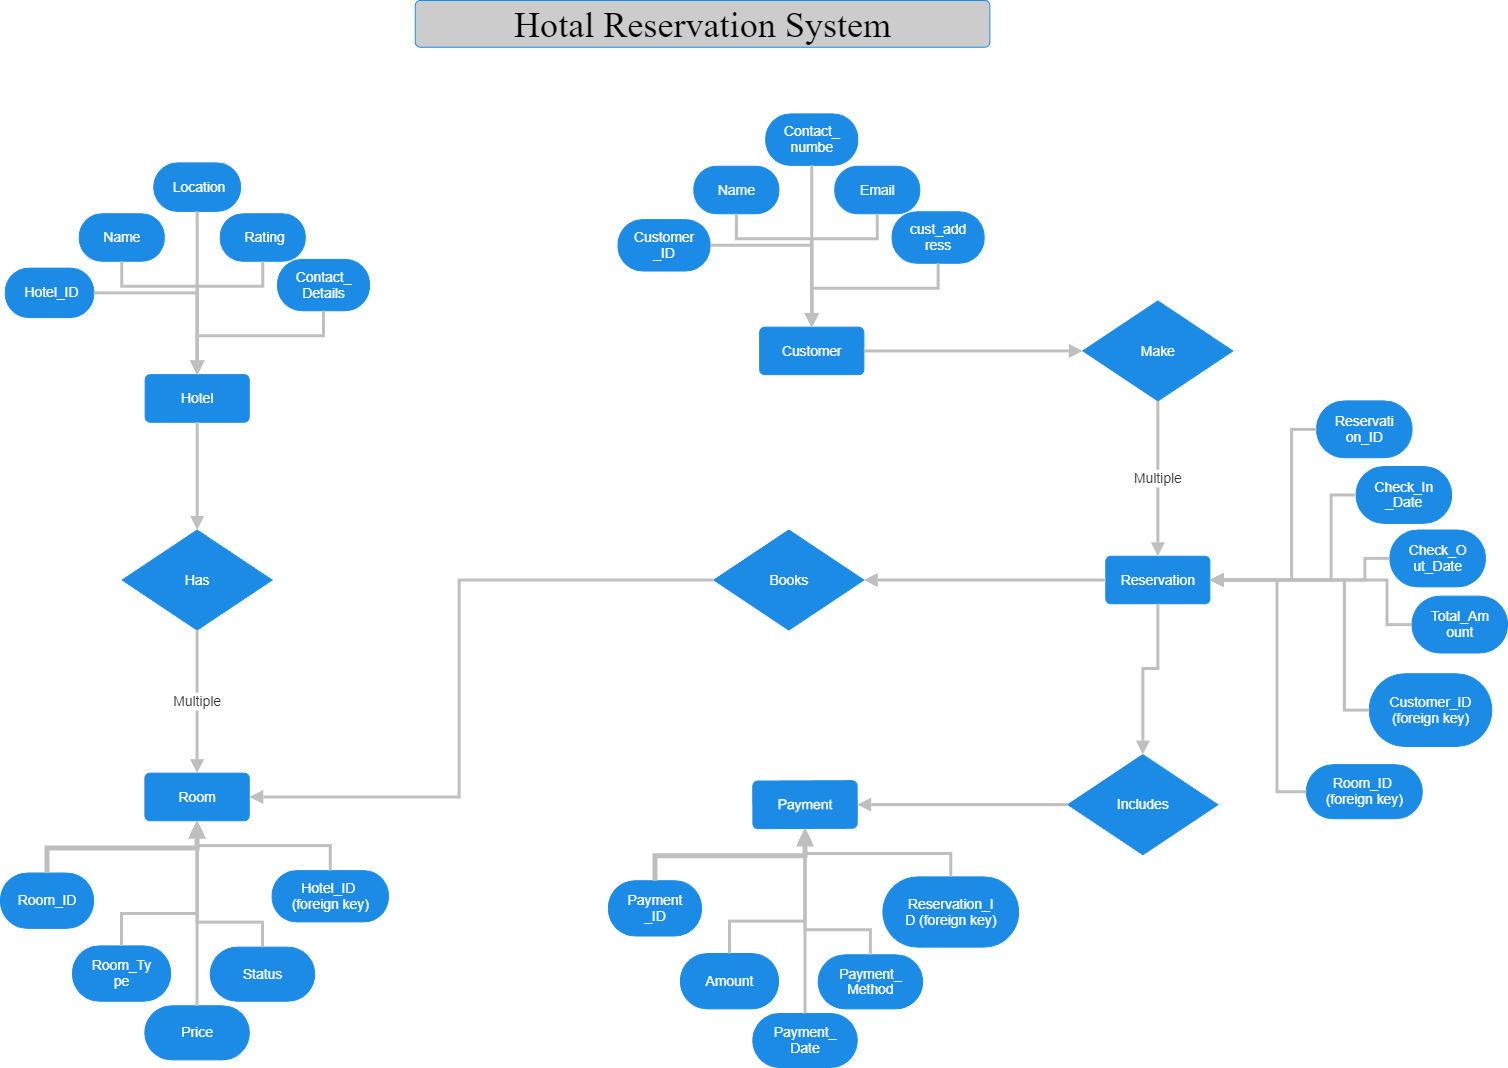 Hotal Reservation System
Contact_
numbe
Name
Email
Customer
_ID
cust_add
ress
Location
Name
Rating
Hotel_ID
Contact_
Details
Customer
Make
Hotel
Reservati
on_ID
Check_In
_Date
Check_O
ut_Date
Total_Am
ount
Customer_ID
(foreign key)
Room_ID
(foreign key)
Multiple
Has
Books
Reservation
Multiple
Room
Payment
Includes
Room_ID
Hotel_ID
(foreign key)
Room_Ty
pe
Status
Price
Payment
_ID
Reservation_I
D (foreign key)
Amount
Payment_
Method
Payment_
Date